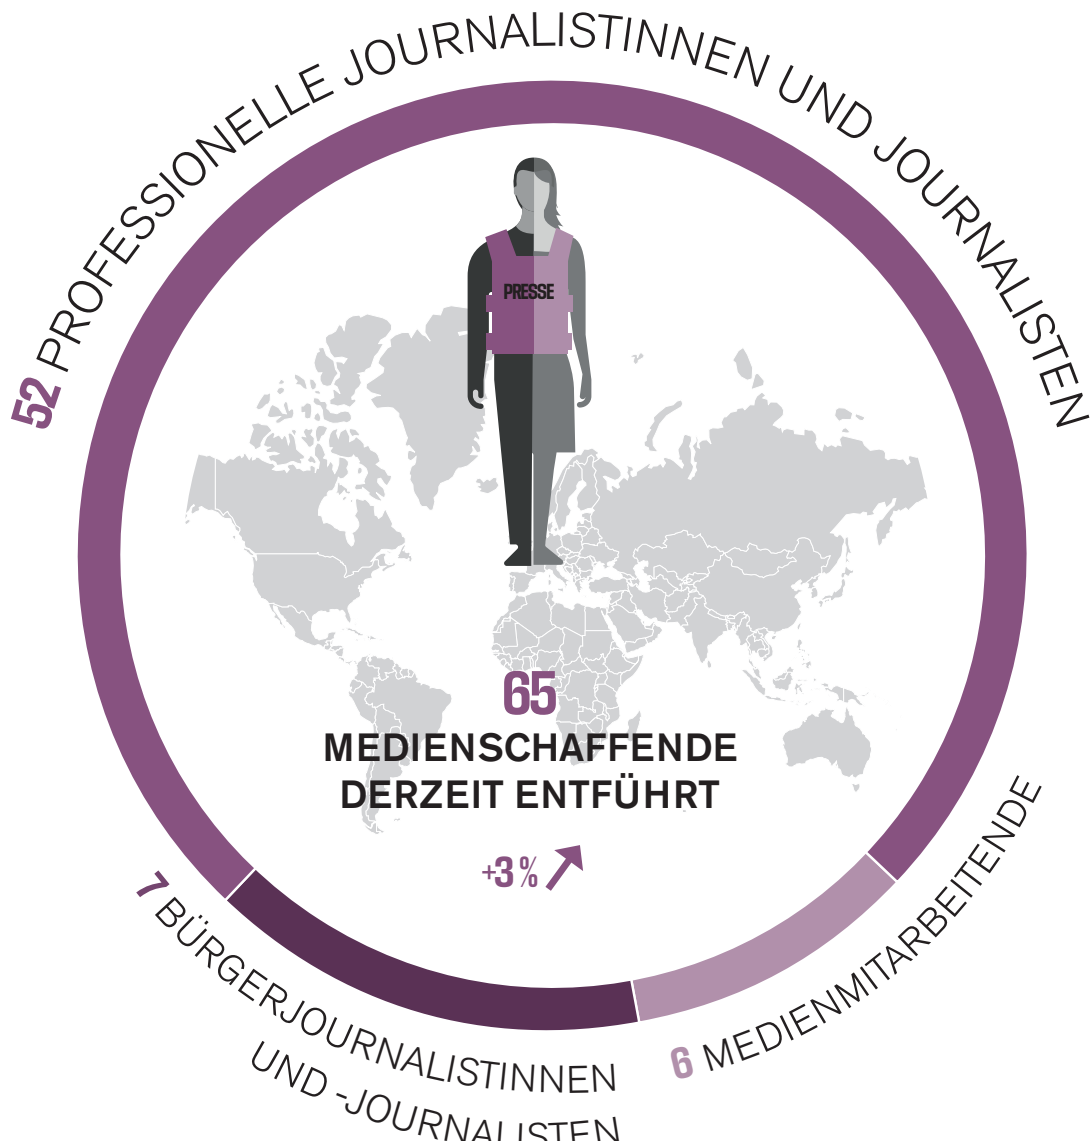 52 PROFESSIONELLE JOURNALISTINNEN UND JOURNALISTEN
PRESSE
65
MEDIENSCHAFFENDE
DERZEIT ENTFÜHRT
+3 %
7 BÜRGERJOURNALISTINNEN
UND -JOURNALISTEN
6 MEDIENMITARBEITENDE